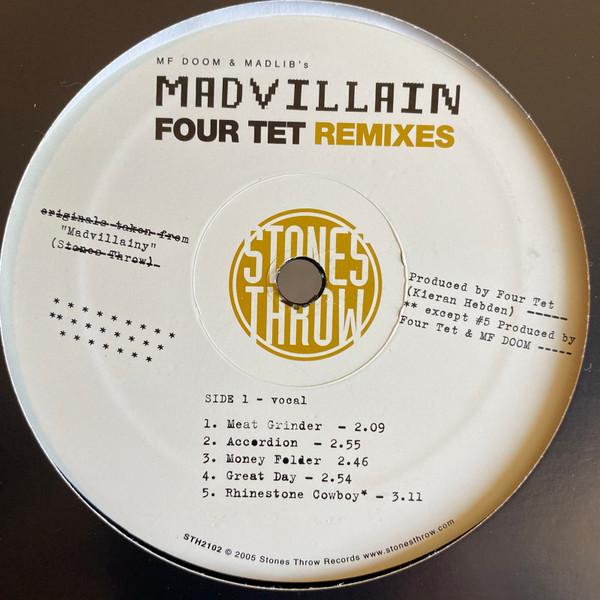 MF DOOM & MADLIB's
MADVILLAIN
FOUR TET REMIXES
originals taken from
"Madvillainy"
(Stones Throw)
* * * * * * * *
** * * * * * *
* * * * * * *
STONES
THROW
Produced by Four Tet
(Kieran Hebden) ------
** except #5 Produced by
Four Tet & MF DOOM -----
SIDE 1 - vocal
1. Meat Grinder - 2.09
2. Accordion - 2.55
3. Money Folder 2.46
4. Great Day - 2.54
5. Rhinestone Cowboy* - 3.11
STH2102 © 2005 Stones Throw Records www.stonesthrow.com